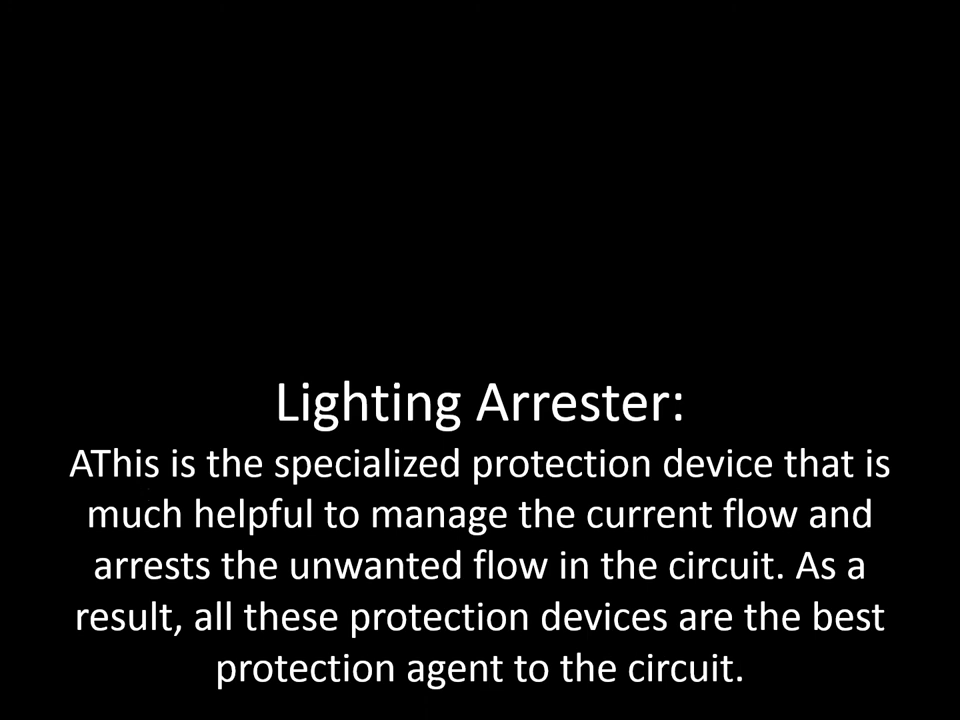 Lighting Arrester:
AThis is the specialized protection device that is
much helpful to manage the current flow and
arrests the unwanted flow in the circuit. As a
result, all these protection devices are the best
protection agent to the circuit.